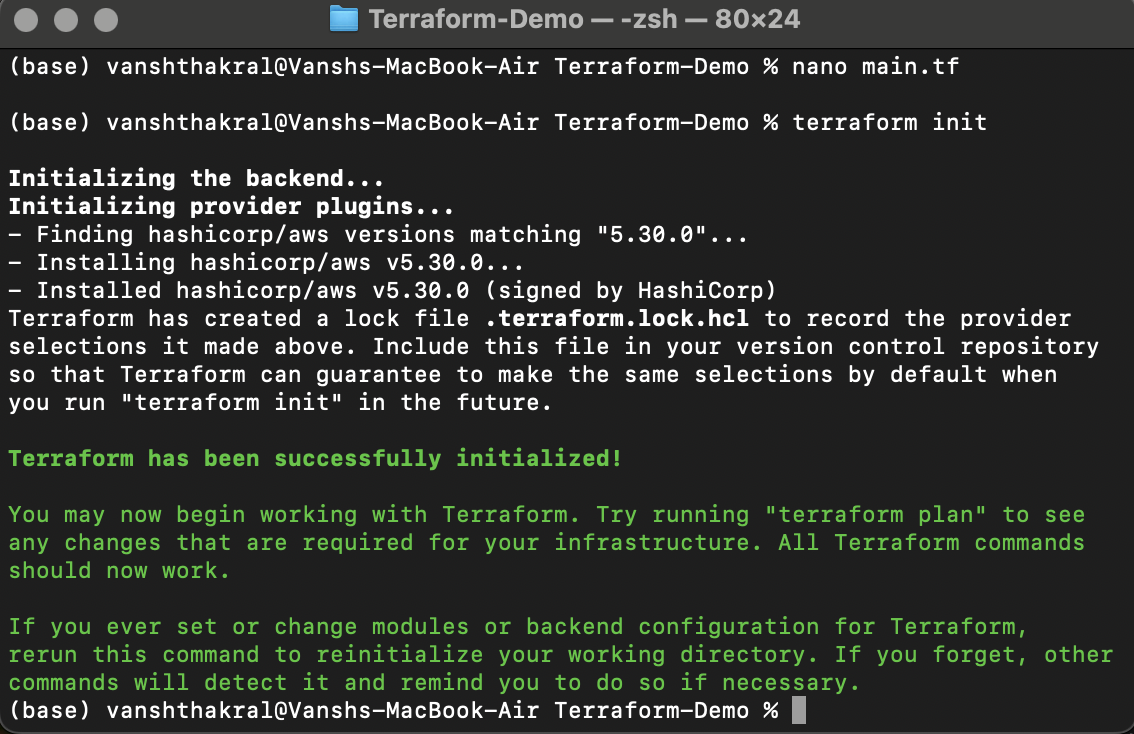 Terraform-Demo — -zsh — 80×24
(base) vanshthakral@Vanshs-MacBook-Air Terraform-Demo % nano main.tf
(base) vanshthakral@Vanshs-MacBook-Air Terraform-Demo % terraform init
Initializing the backend...
Initializing provider plugins...
- Finding hashicorp/aws versions matching "5.30.0"...
- Installing hashicorp/aws v5.30.0...
- Installed hashicorp/aws v5.30.0 (signed by HashiCorp)
Terraform has created a lock file .terraform.lock.hcl to record the provider
selections it made above. Include this file in your version control repository
so that Terraform can guarantee to make the same selections by default when
you run "terraform init" in the future.
Terraform has been successfully initialized!
You may now begin working with Terraform. Try running "terraform plan" to see
any changes that are required for your infrastructure. All Terraform commands
should now work.
If you ever set or change modules or backend configuration for Terraform,
rerun this command to reinitialize your working directory. If you forget, other
commands will detect it and remind you to do so if necessary.
(base) vanshthakral@Vanshs-MacBook-Air Terraform-Demo %